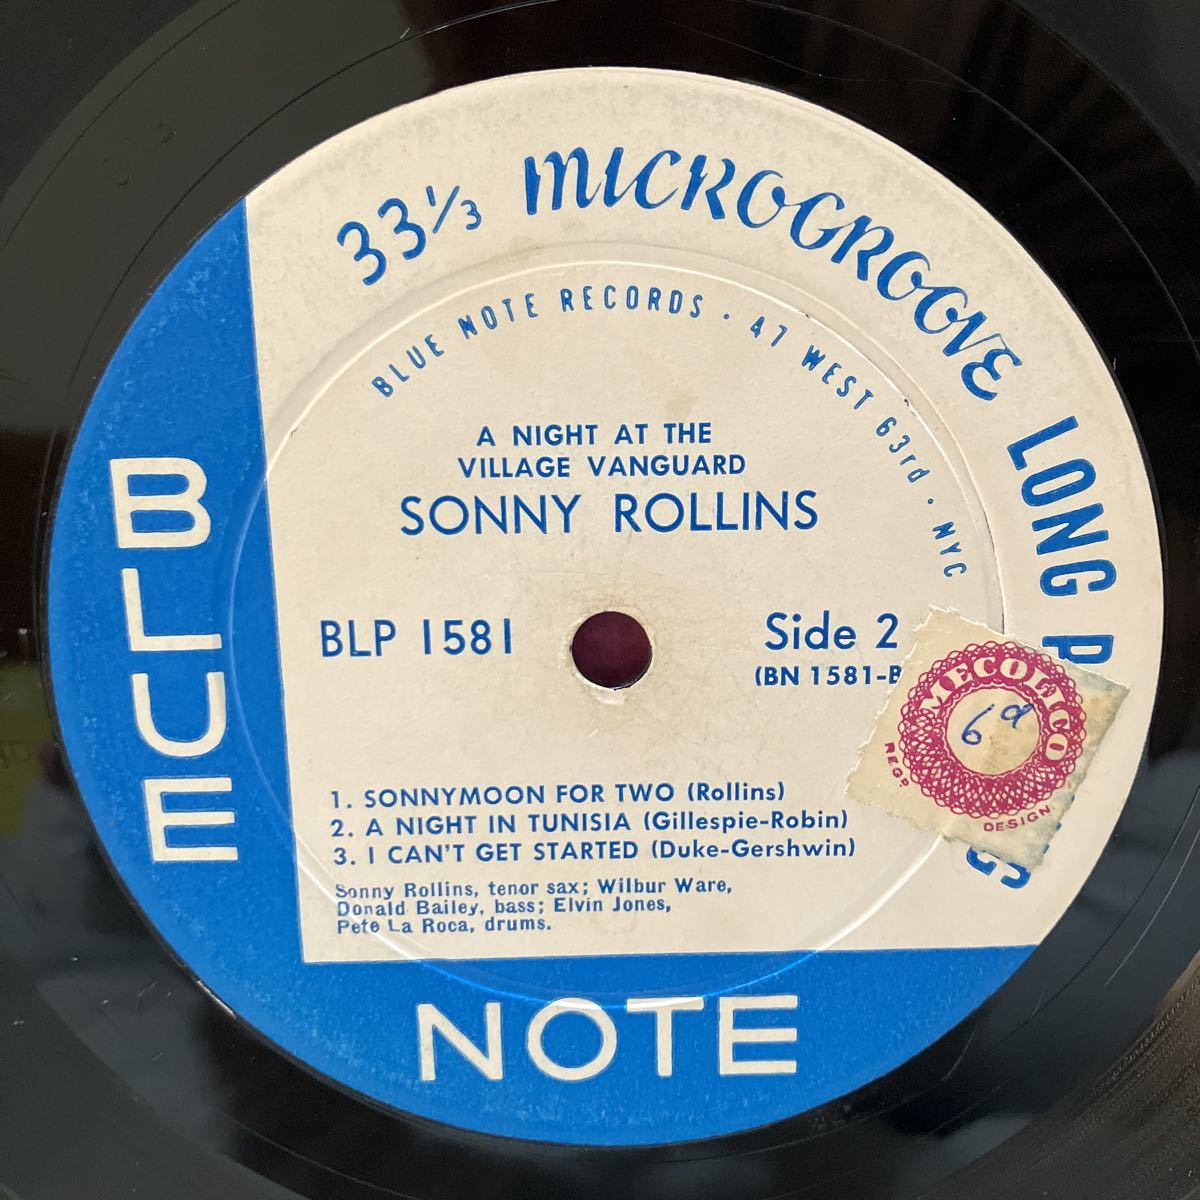 33⅓ MICROGROOVE LONG P
BLUE NOTE RECORDS · 47 WEST 63rd · NYC
A NIGHT AT THE
VILLAGE VANGUARD
SONNY ROLLINS
BLP 1581
Side 2
(BN 1581-B
MECOLICO
6d
REGD
DESIGN
1. SONNYMOON FOR TWO (Rollins)
2. A NIGHT IN TUNISIA (Gillespie-Robin)
3. I CAN'T GET STARTED (Duke-Gershwin)
Sonny Rollins, tenor sax; Wilbur Ware,
Donald Bailey, bass; Elvin Jones,
Pete La Roca, drums.
BLUE
NOTE